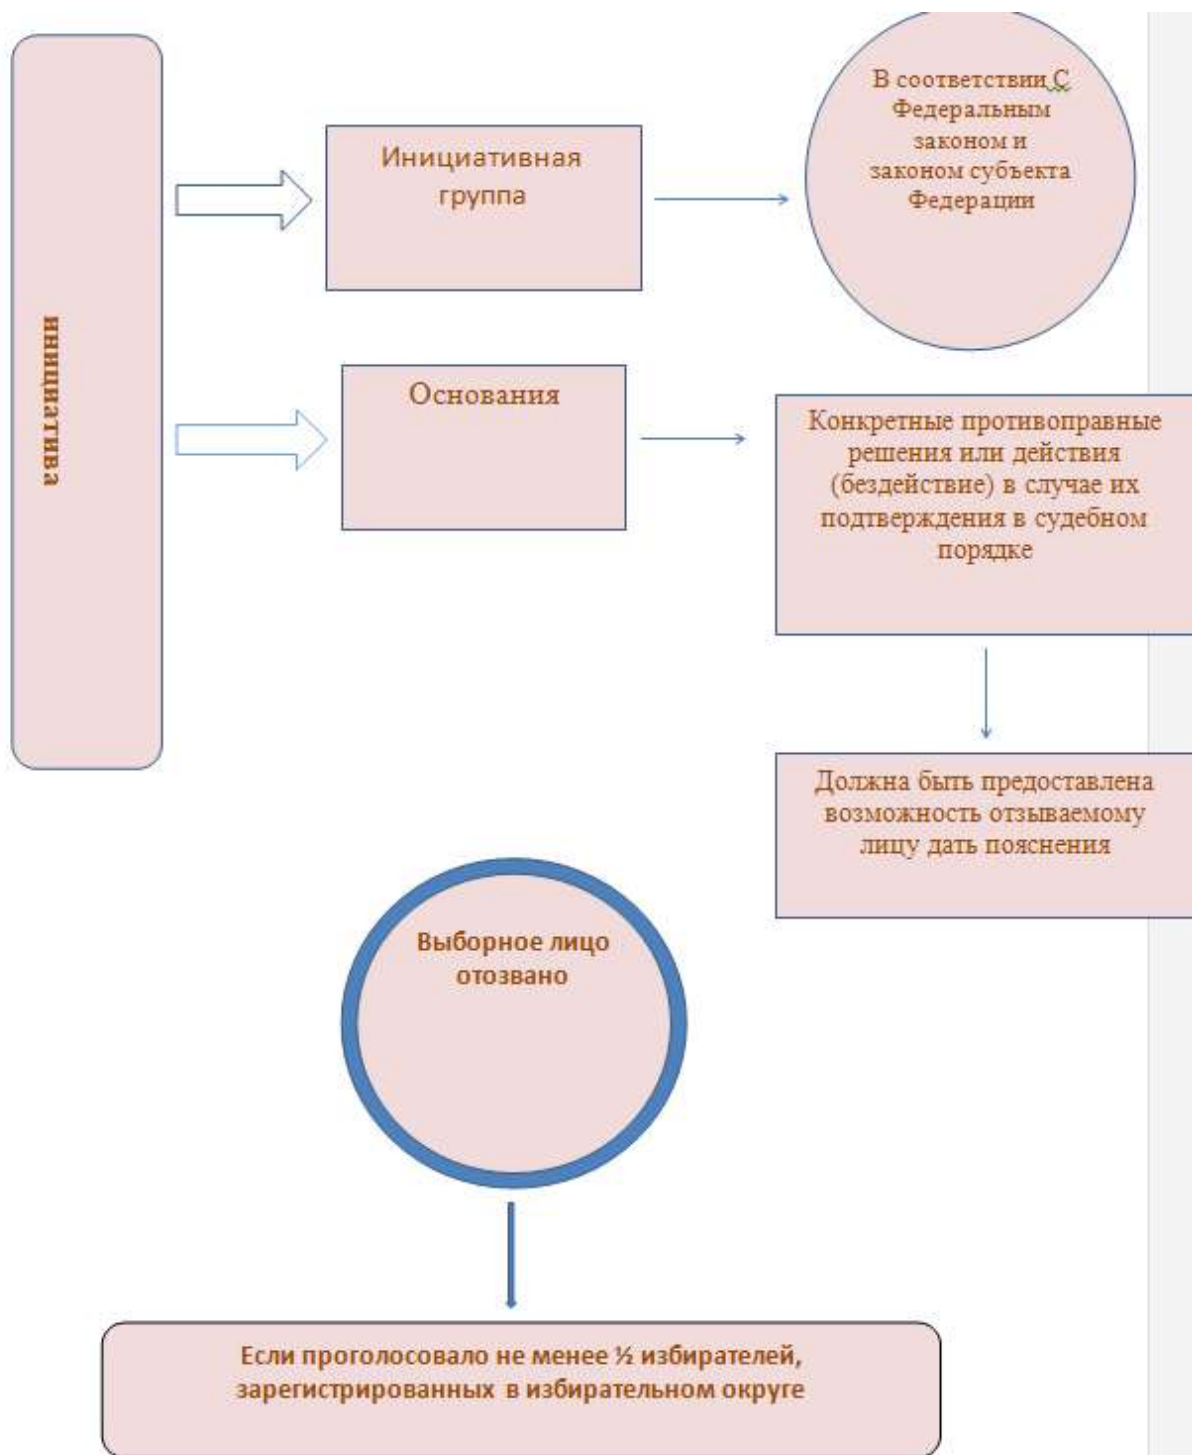 инициатива
Инициативная
группа
В соответствии С
Федеральным
законом и
законом субъекта
Федерации
Основания
Конкретные противоправные
решения или действия
(бездействие) в случае их
подтверждения в судебном
порядке
Должна быть предоставлена
возможность отзываемому
лицу дать пояснения
Выборное лицо
отозвано
Если проголосовало не менее ½ избирателей,
зарегистрированных в избирательном округе